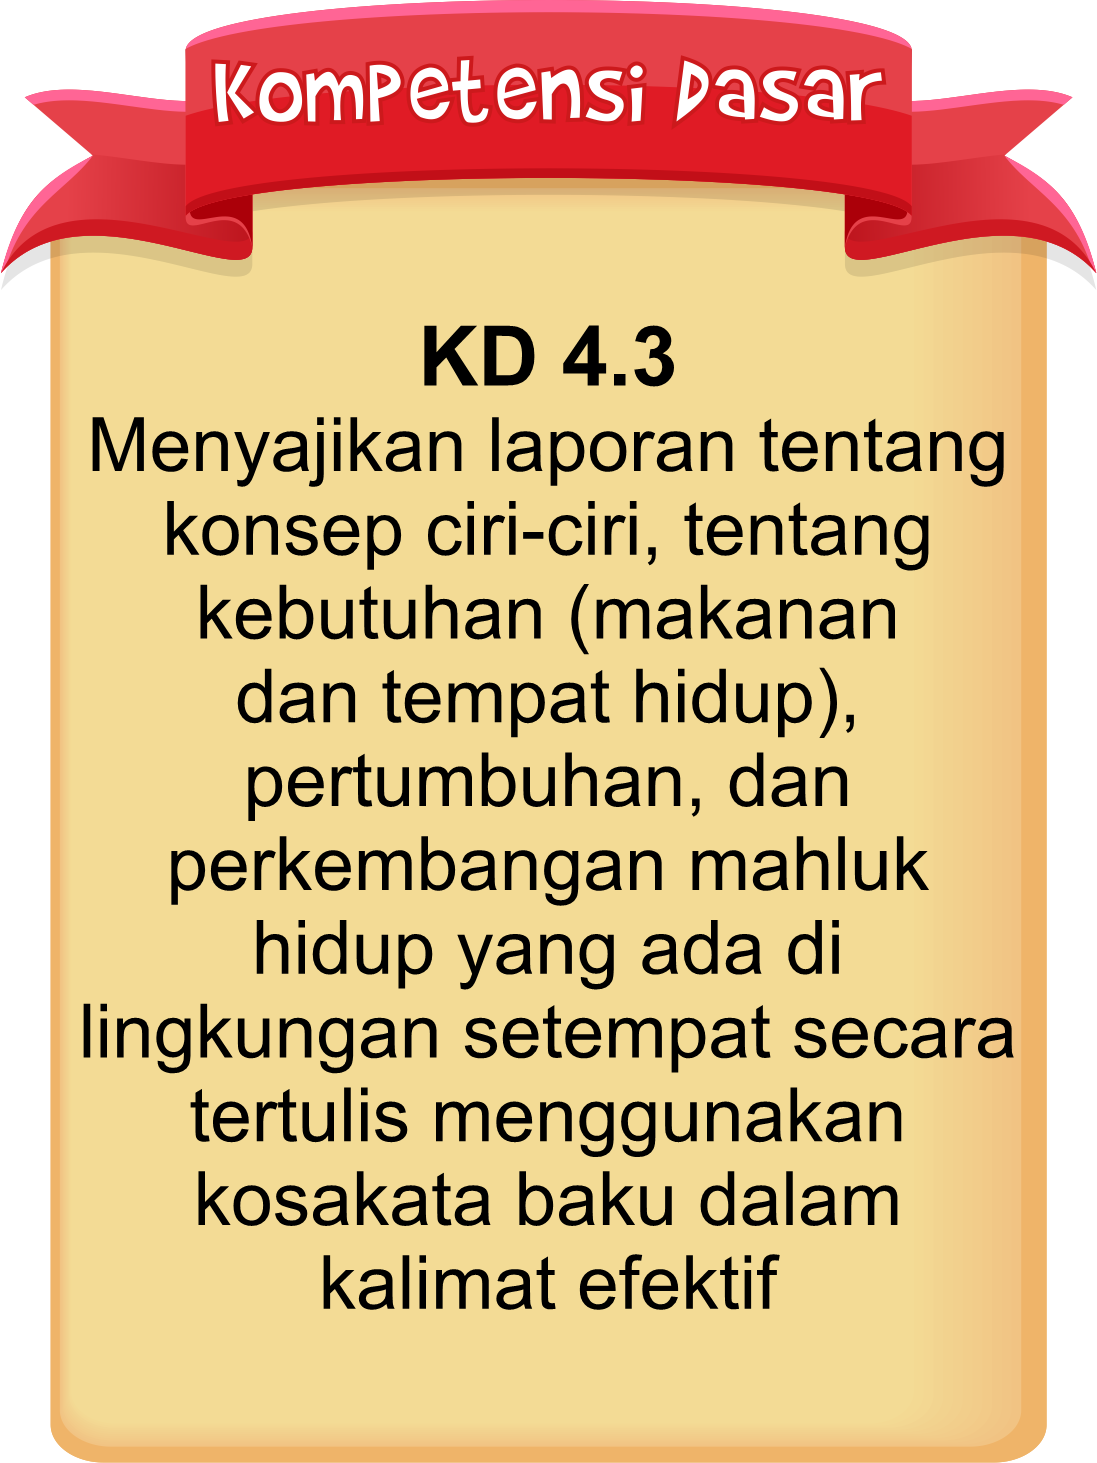 Kompetensi Dasar
KD 4.3
Menyajikan laporan tentang
konsep ciri-ciri, tentang
kebutuhan (makanan
dan tempat hidup),
pertumbuhan, dan
perkembangan mahluk
hidup yang ada di
lingkungan setempat secara
tertulis menggunakan
kosakata baku dalam
kalimat efektif